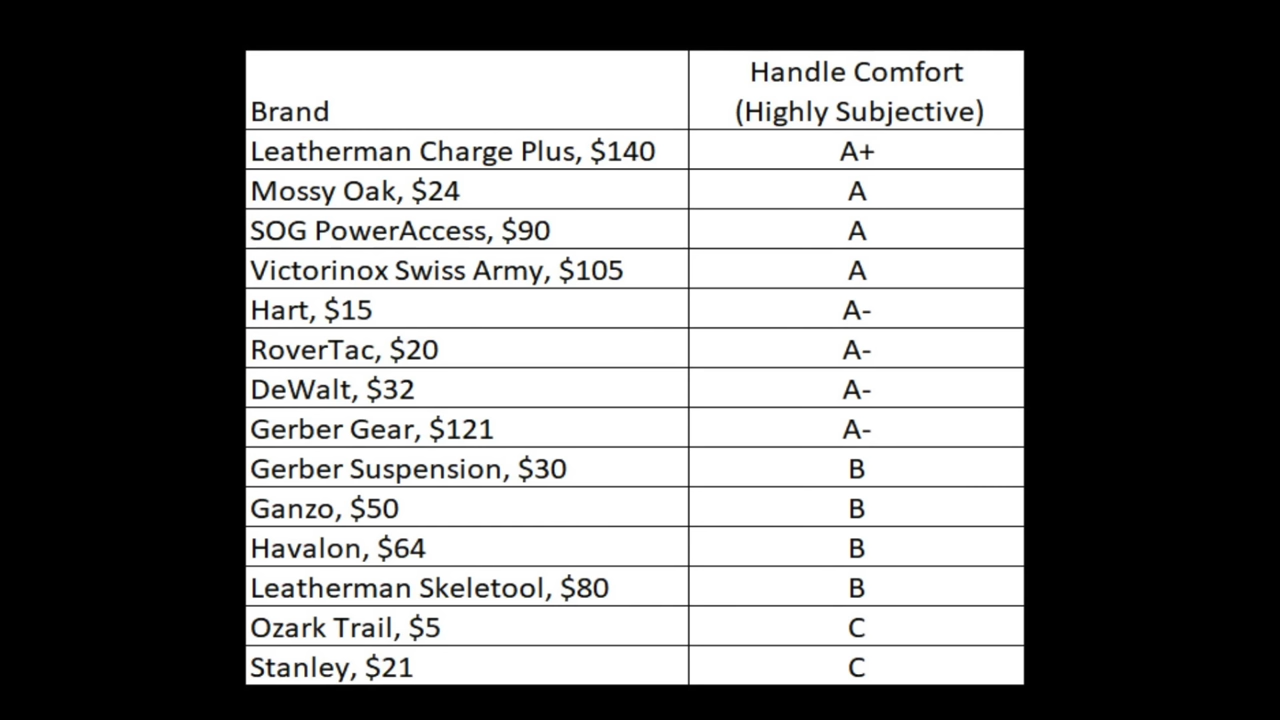 Brand
Handle Comfort
(Highly Subjective)
Leatherman Charge Plus, $140 A+
Mossy Oak, $24 A
SOG PowerAccess, $90 A
Victorinox Swiss Army, $105 A
Hart, $15 A-
RoverTac, $20 A-
DeWalt, $32 A-
Gerber Gear, $121 A-
Gerber Suspension, $30 B
Ganzo, $50 B
Havalon, $64 B
Leatherman Skeletool, $80 B
Ozark Trail, $5 C
Stanley, $21 C